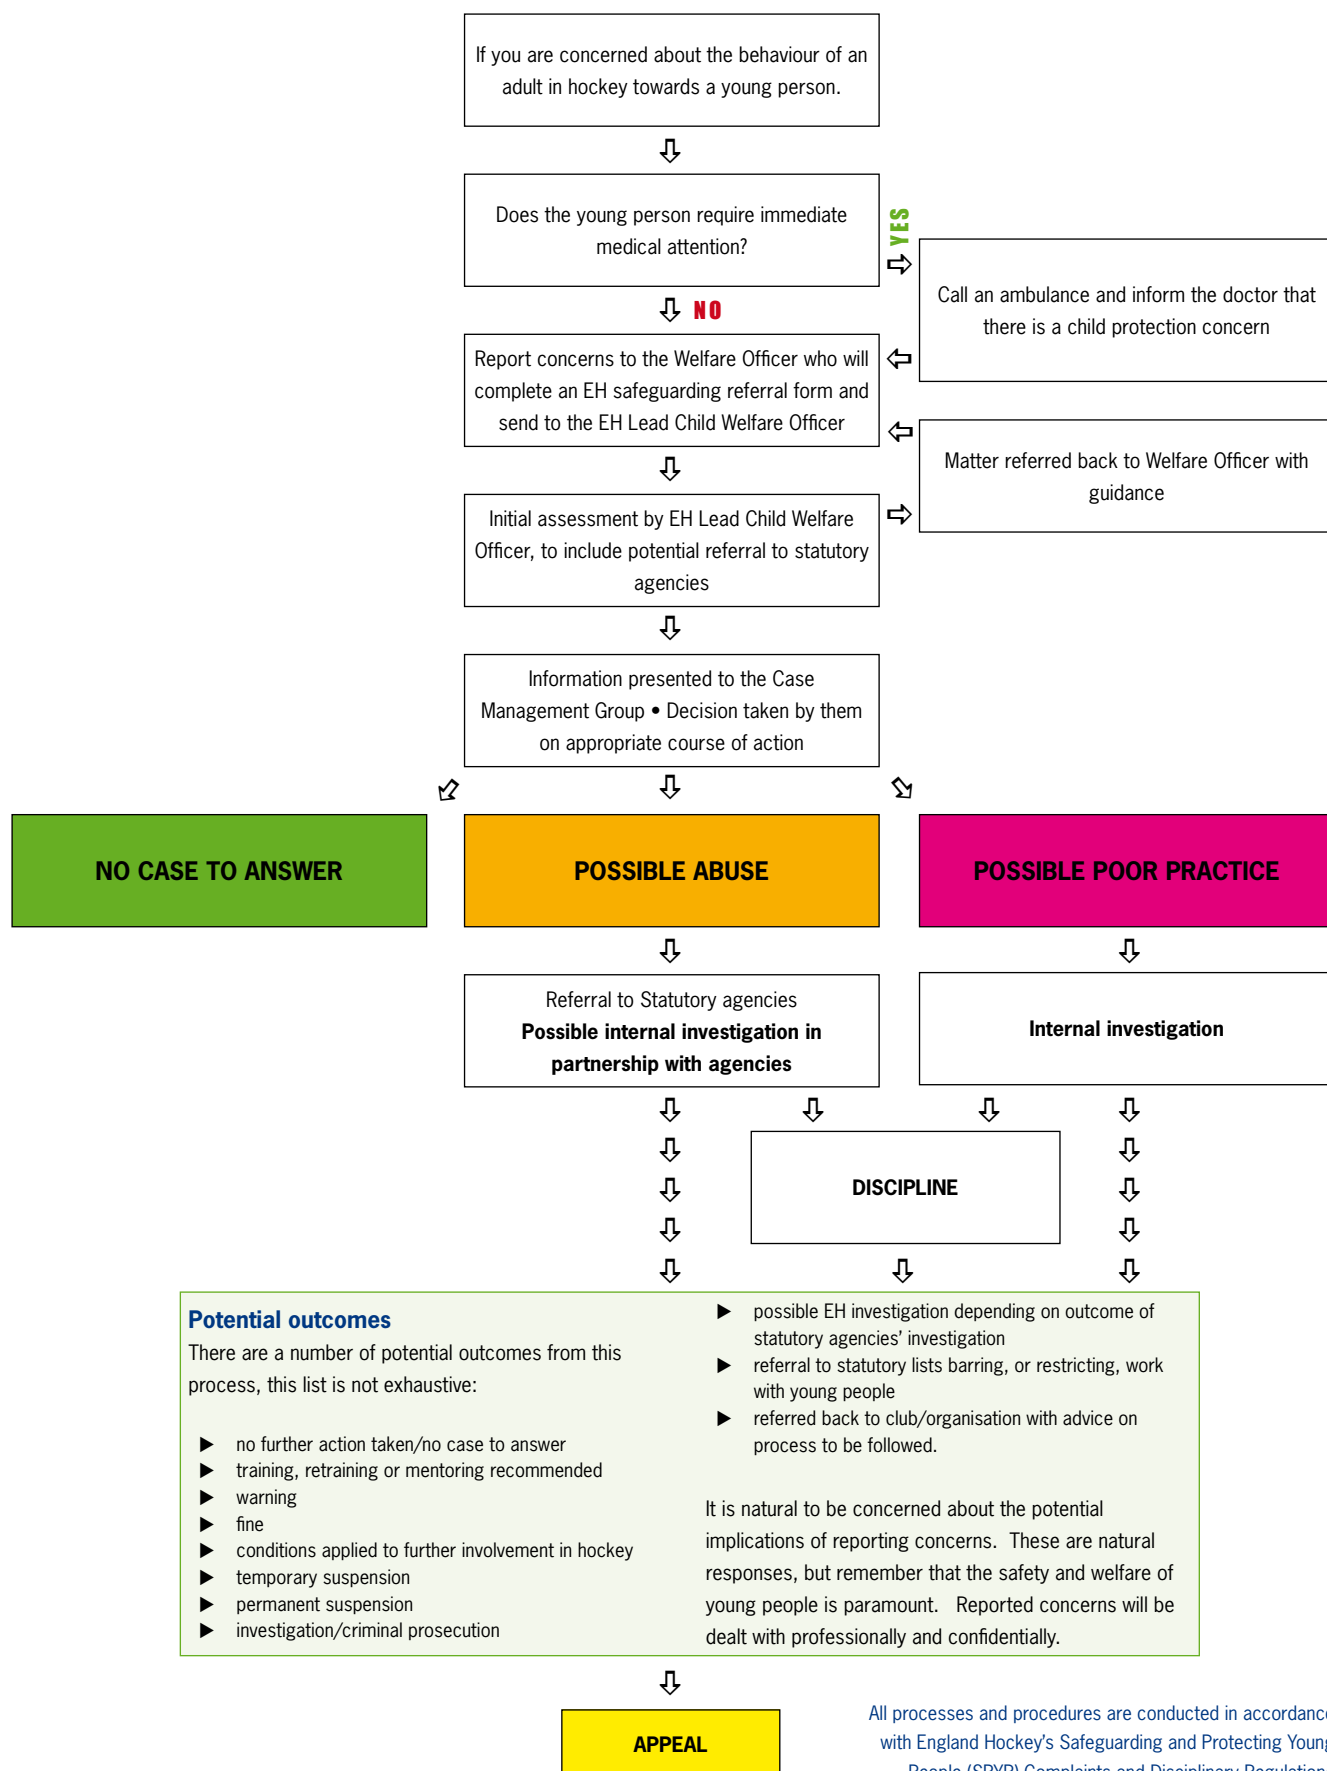 If you are concerned about the behaviour of an
adult in hockey towards a young person.
Does the young person require immediate
medical attention?
YES
Call an ambulance and inform the doctor that
there is a child protection concern
NO
Report concerns to the Welfare Officer who will
complete an EH safeguarding referral form and
send to the EH Lead Child Welfare Officer
Matter referred back to Welfare Officer with
guidance
Initial assessment by EH Lead Child Welfare
Officer, to include potential referral to statutory
agencies
Information presented to the Case
Management Group • Decision taken by them
on appropriate course of action
NO CASE TO ANSWER
POSSIBLE ABUSE
POSSIBLE POOR PRACTICE
Referral to Statutory agencies
Possible internal investigation in
partnership with agencies
Internal investigation
DISCIPLINE
Potential outcomes
There are a number of potential outcomes from this
process, this list is not exhaustive:
▶ no further action taken/no case to answer
▶ training, retraining or mentoring recommended
▶ warning
▶ fine
▶ conditions applied to further involvement in hockey
▶ temporary suspension
▶ permanent suspension
▶ investigation/criminal prosecution
▶ possible EH investigation depending on outcome of
statutory agencies’ investigation
▶ referral to statutory lists barring, or restricting, work
with young people
▶ referred back to club/organisation with advice on
process to be followed.
It is natural to be concerned about the potential
implications of reporting concerns. These are natural
responses, but remember that the safety and welfare of
young people is paramount. Reported concerns will be
dealt with professionally and confidentially.
APPEAL
All processes and procedures are conducted in accordance
with England Hockey’s Safeguarding and Protecting Young
People (SPYP) Complaints and Disciplinary Regulations